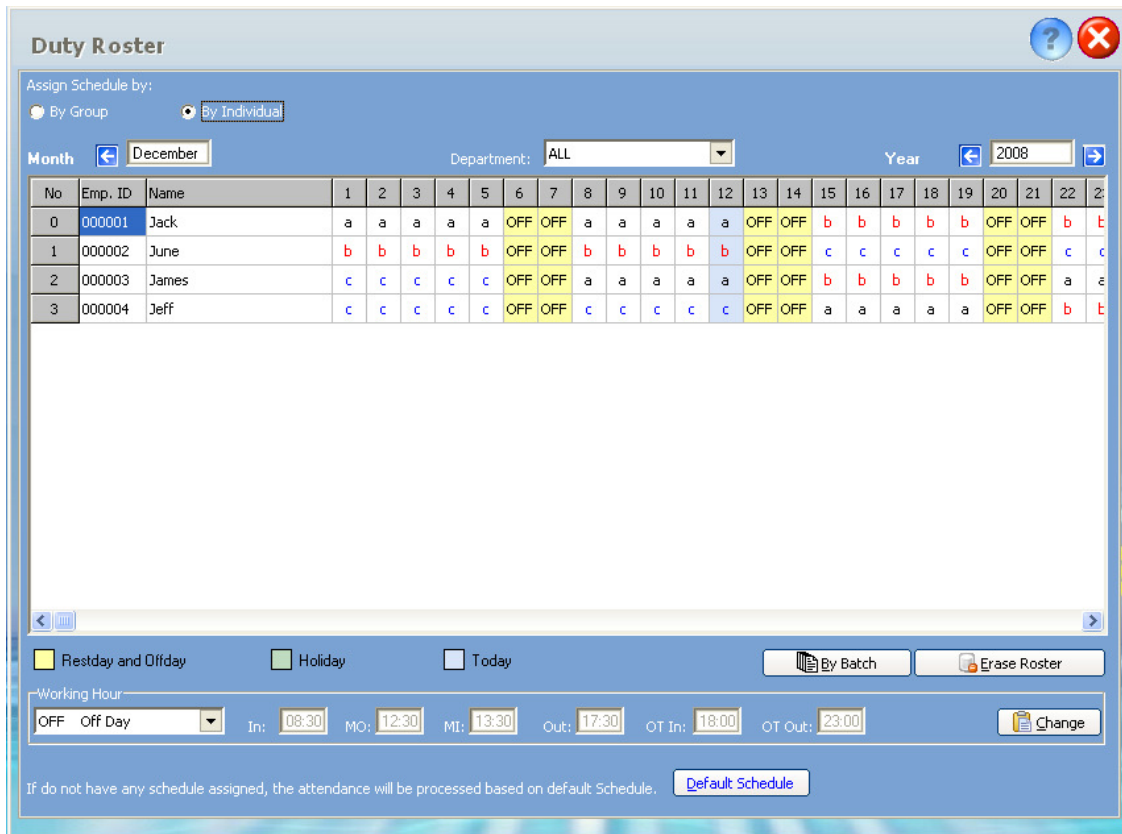 Duty Roster
Assign Schedule by:
By Group By Individual
Month December Department: ALL Year 2008
No Emp. ID Name 1 2 3 4 5 6 7 8 9 10 11 12 13 14 15 16 17 18 19 20 21 22
0 000001 Jack a a a a a OFF OFF a a a a a OFF OFF b b b b b OFF OFF b b
1 000002 June b b b b b OFF OFF b b b b b OFF OFF c c c c c OFF OFF c c
2 000003 James c c c c c OFF OFF a a a a a OFF OFF b b b b b OFF OFF a a
3 000004 Jeff c c c c c OFF OFF c c c c c OFF OFF a a a a a OFF OFF b b
Restday and Offday Holiday Today By Batch Erase Roster
Working Hour
OFF Off Day In: 08:30 MO: 12:30 MI: 13:30 Out: 17:30 OT In: 18:00 OT Out: 23:00 Change
If do not have any schedule assigned, the attendance will be processed based on default Schedule. Default Schedule